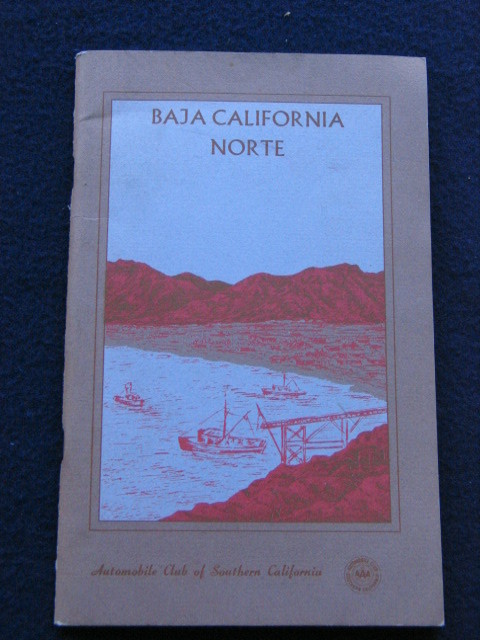 BAJA CALIFORNIA
NORTE
Automobile Club of Southern California